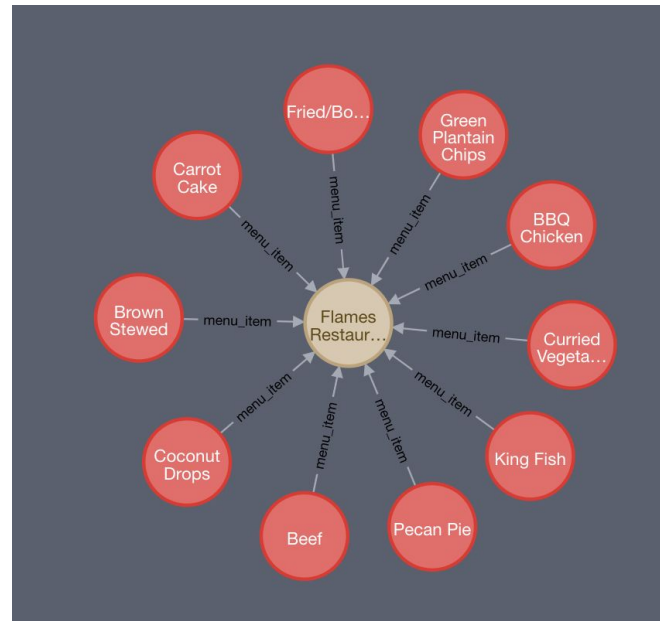 Fried/Bo...
Green
Plantain
Chips
Carrot
Cake
BBQ
Chicken
menu_item
menu_item
menu_item
menu_item
Brown
Stewed
menu_item
Flames
Restaur...
menu_item
Curried
Vegeta...
menu_item
menu_item
menu_item
menu_item
Coconut
Drops
King Fish
Beef
Pecan Pie